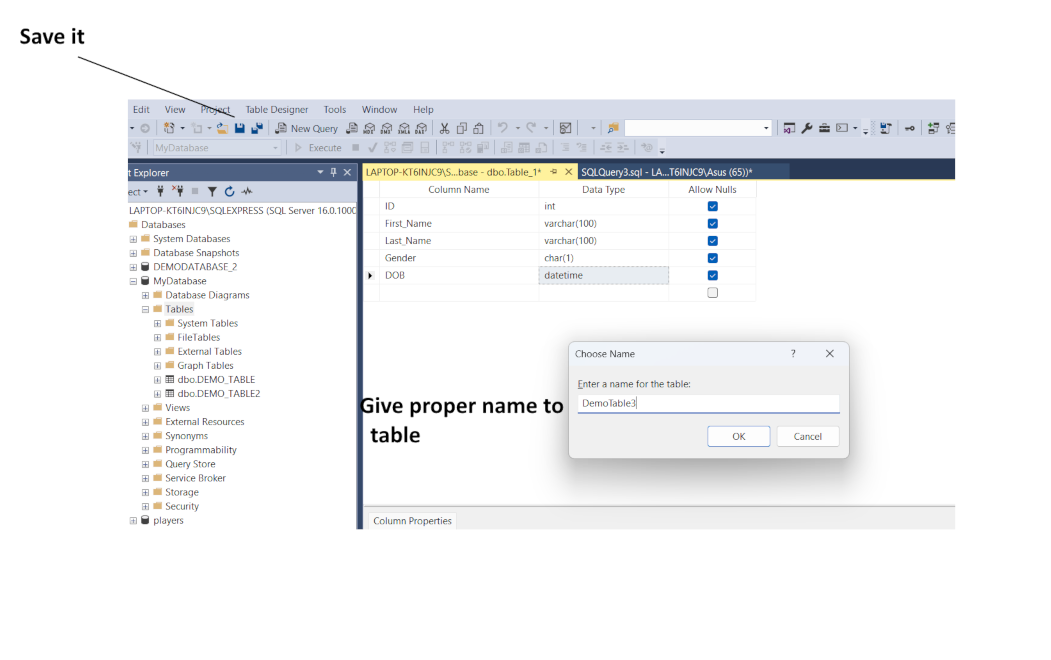 Save it
Edit View Project Table Designer Tools Window Help
New Query MDX DMX XMLA DAX
MyDatabase Execute
t Explorer
ect
LAPTOP-KT6INJC9\SQLEXPRESS (SQL Server 16.0.1000
Databases
System Databases
Database Snapshots
DEMODATABASE_2
MyDatabase
Database Diagrams
Tables
System Tables
FileTables
External Tables
Graph Tables
dbo.DEMO_TABLE
dbo.DEMO_TABLE2
Views
External Resources
Synonyms
Programmability
Query Store
Service Broker
Storage
Security
players
LAPTOP-KT6INJC9\S...base - dbo.Table_1* SQLQuery3.sql - LA...T6INJC9\Asus (65))*
Column Name Data Type Allow Nulls
ID int
First_Name varchar(100)
Last_Name varchar(100)
Gender char(1)
DOB datetime
Choose Name ?
Enter a name for the table:
DemoTable3
OK Cancel
Give proper name to
table
Column Properties